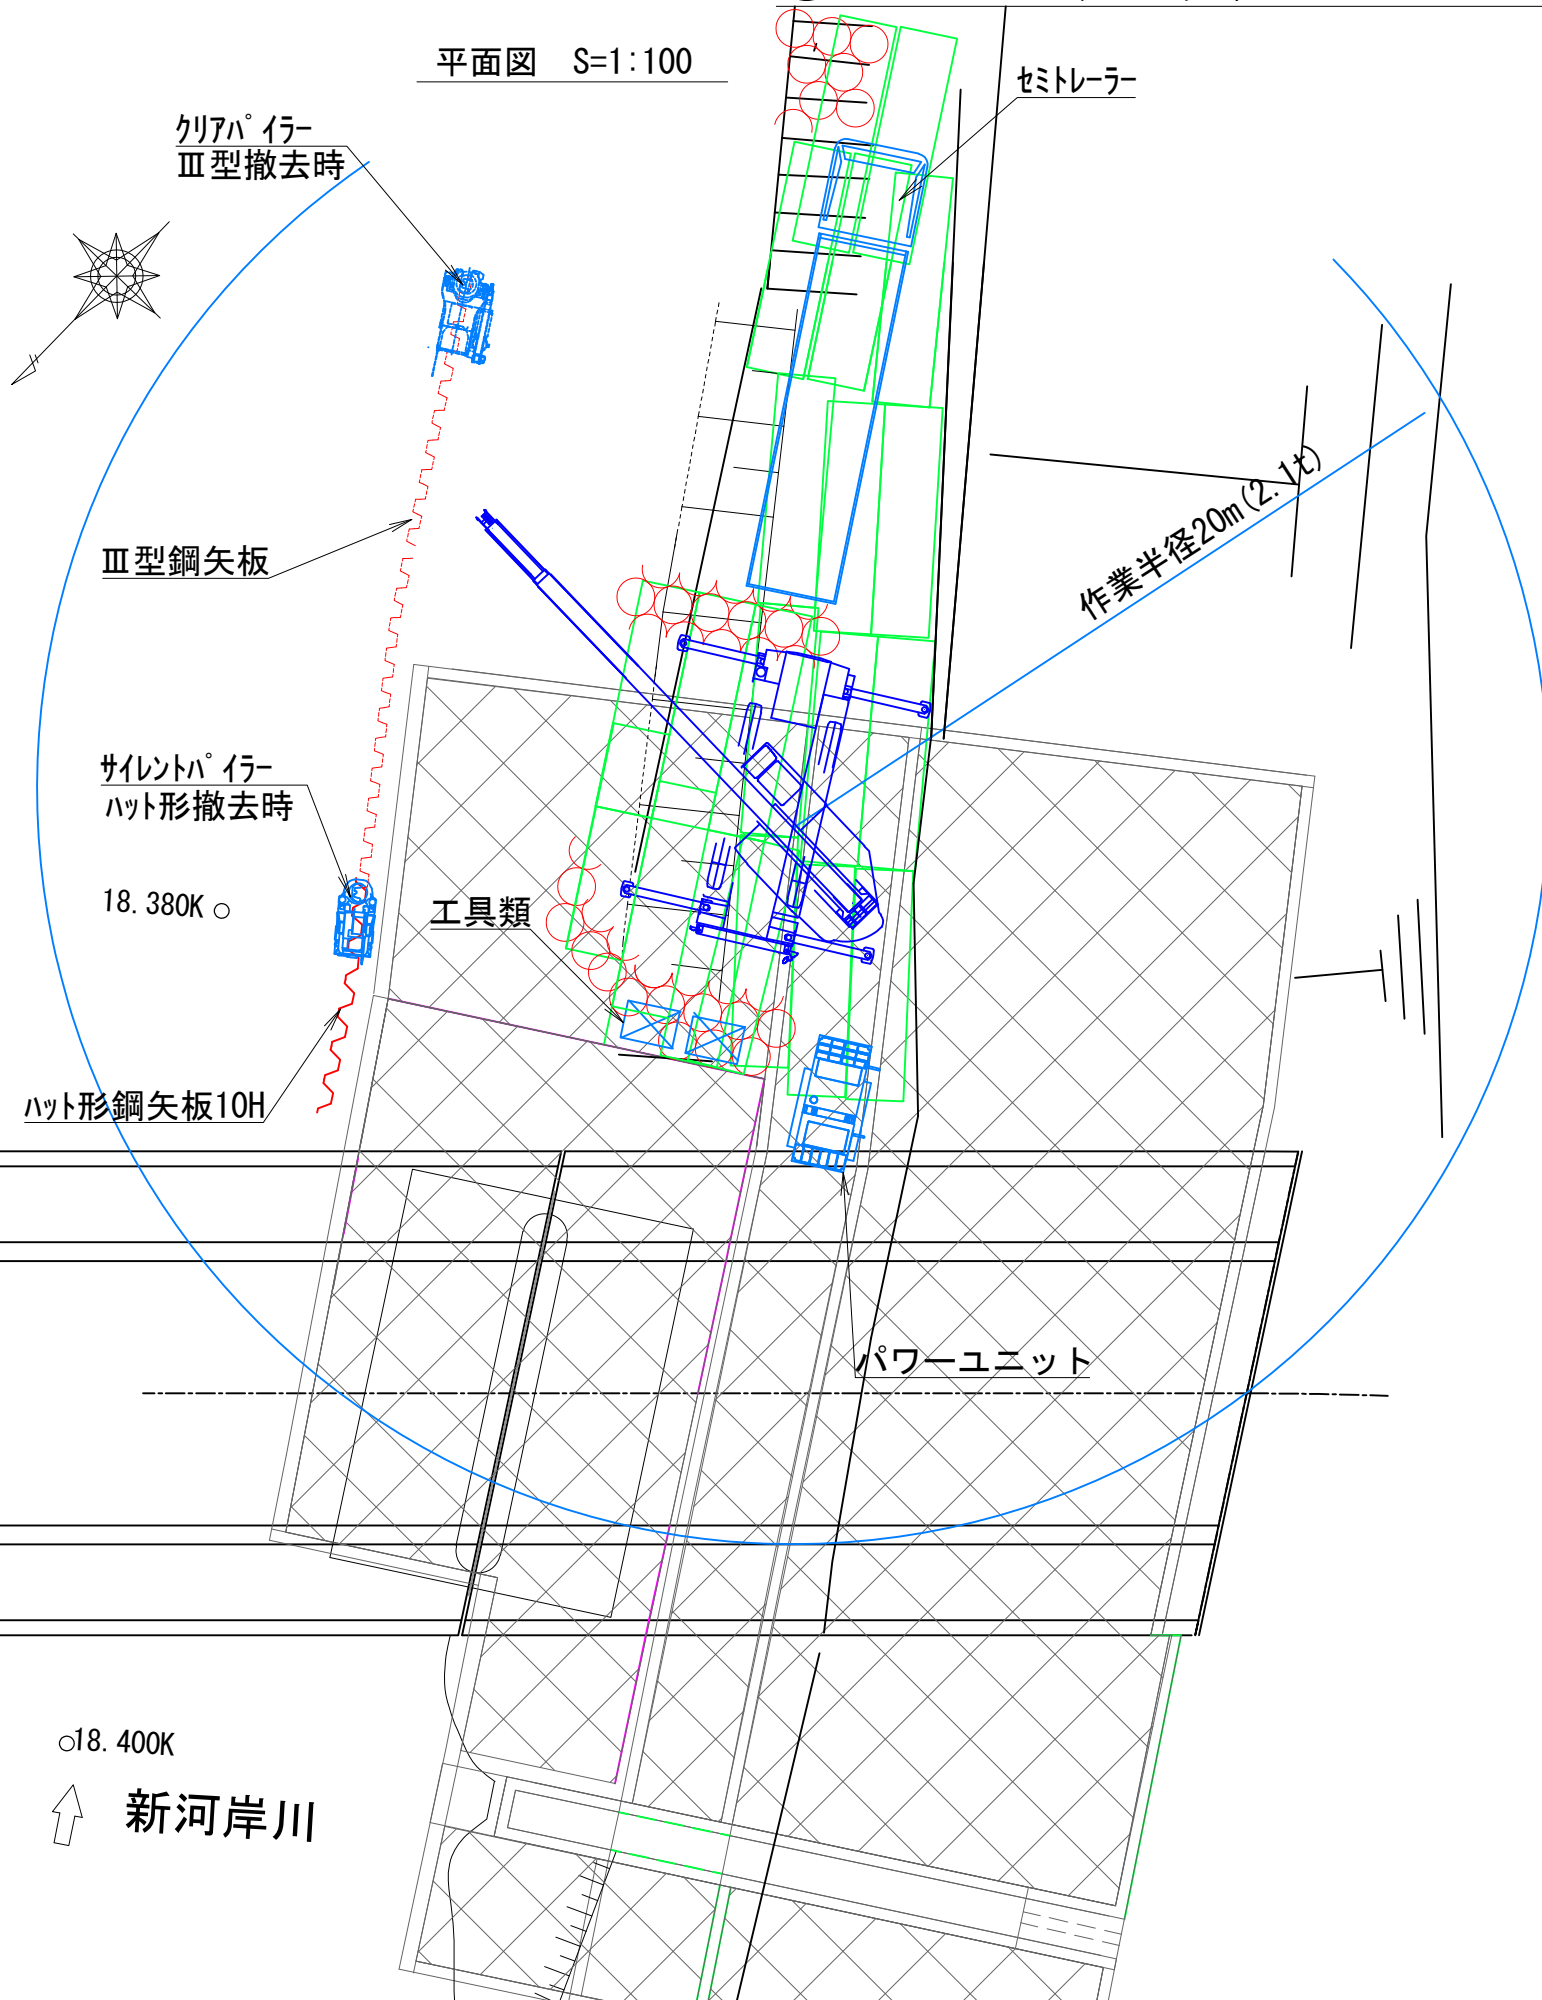 平面図 S=1:100
セミトレーラー
クリアパイラー
Ⅲ型撤去時
作業半径20m(2.1t)
Ⅲ型鋼矢板
サイレントパイラー
ハット形撤去時
18.380K
工具類
ハット形鋼矢板10H
パワーユニット
18.400K
新河岸川